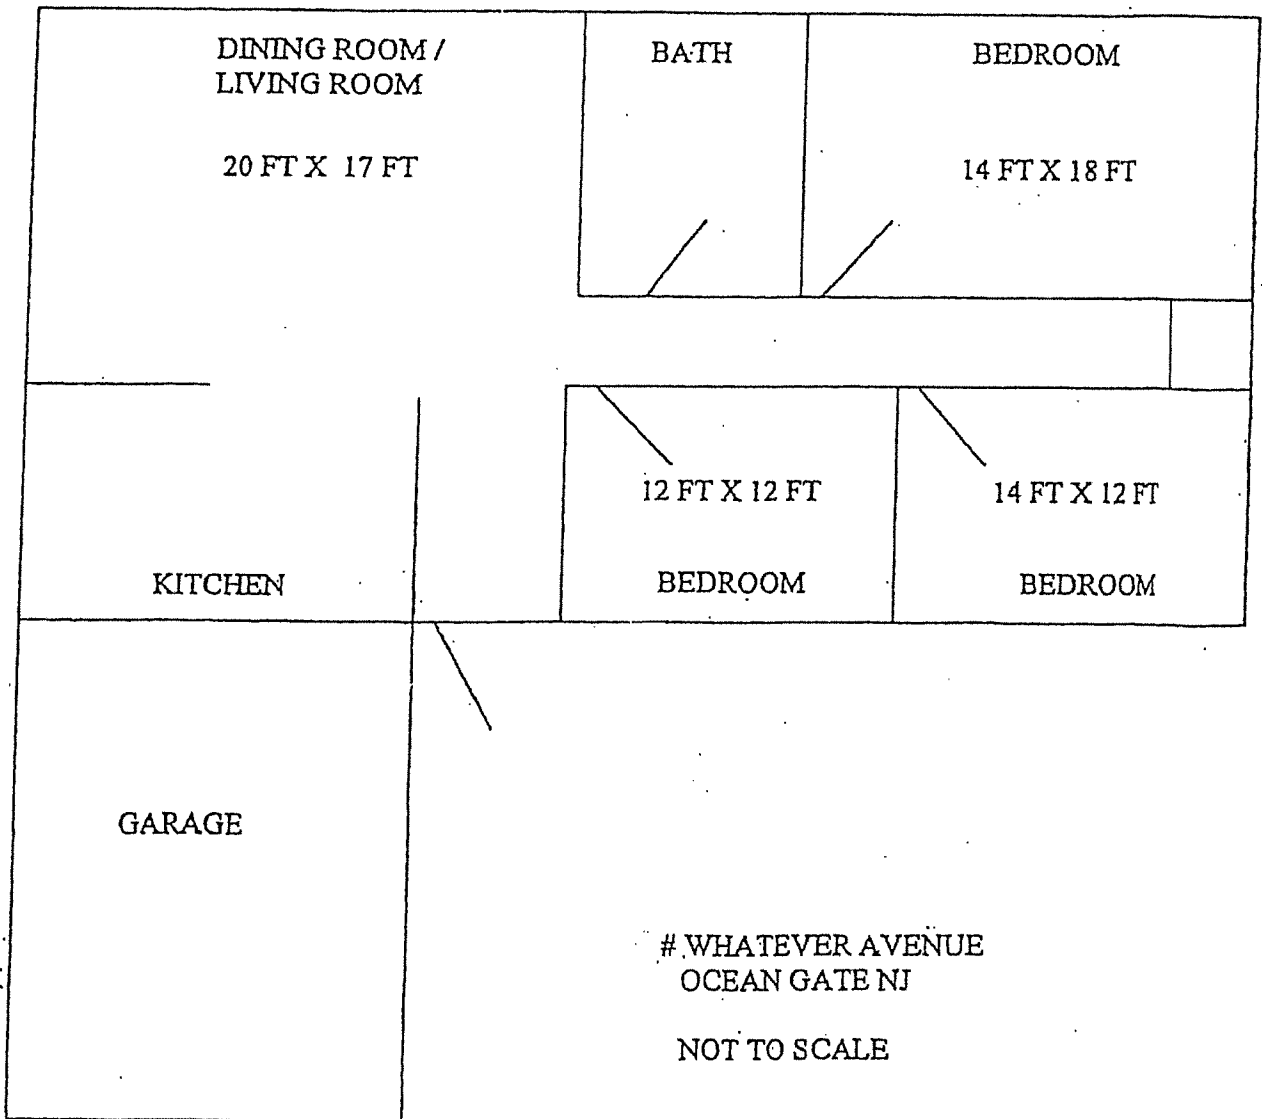 DINING ROOM /
LIVING ROOM
20 FT X 17 FT
BATH
BEDROOM
14 FT X 18 FT
12 FT X 12 FT
BEDROOM
14 FT X 12 FT
BEDROOM
KITCHEN
GARAGE
# WHATEVER AVENUE
OCEAN GATE NJ
NOT TO SCALE